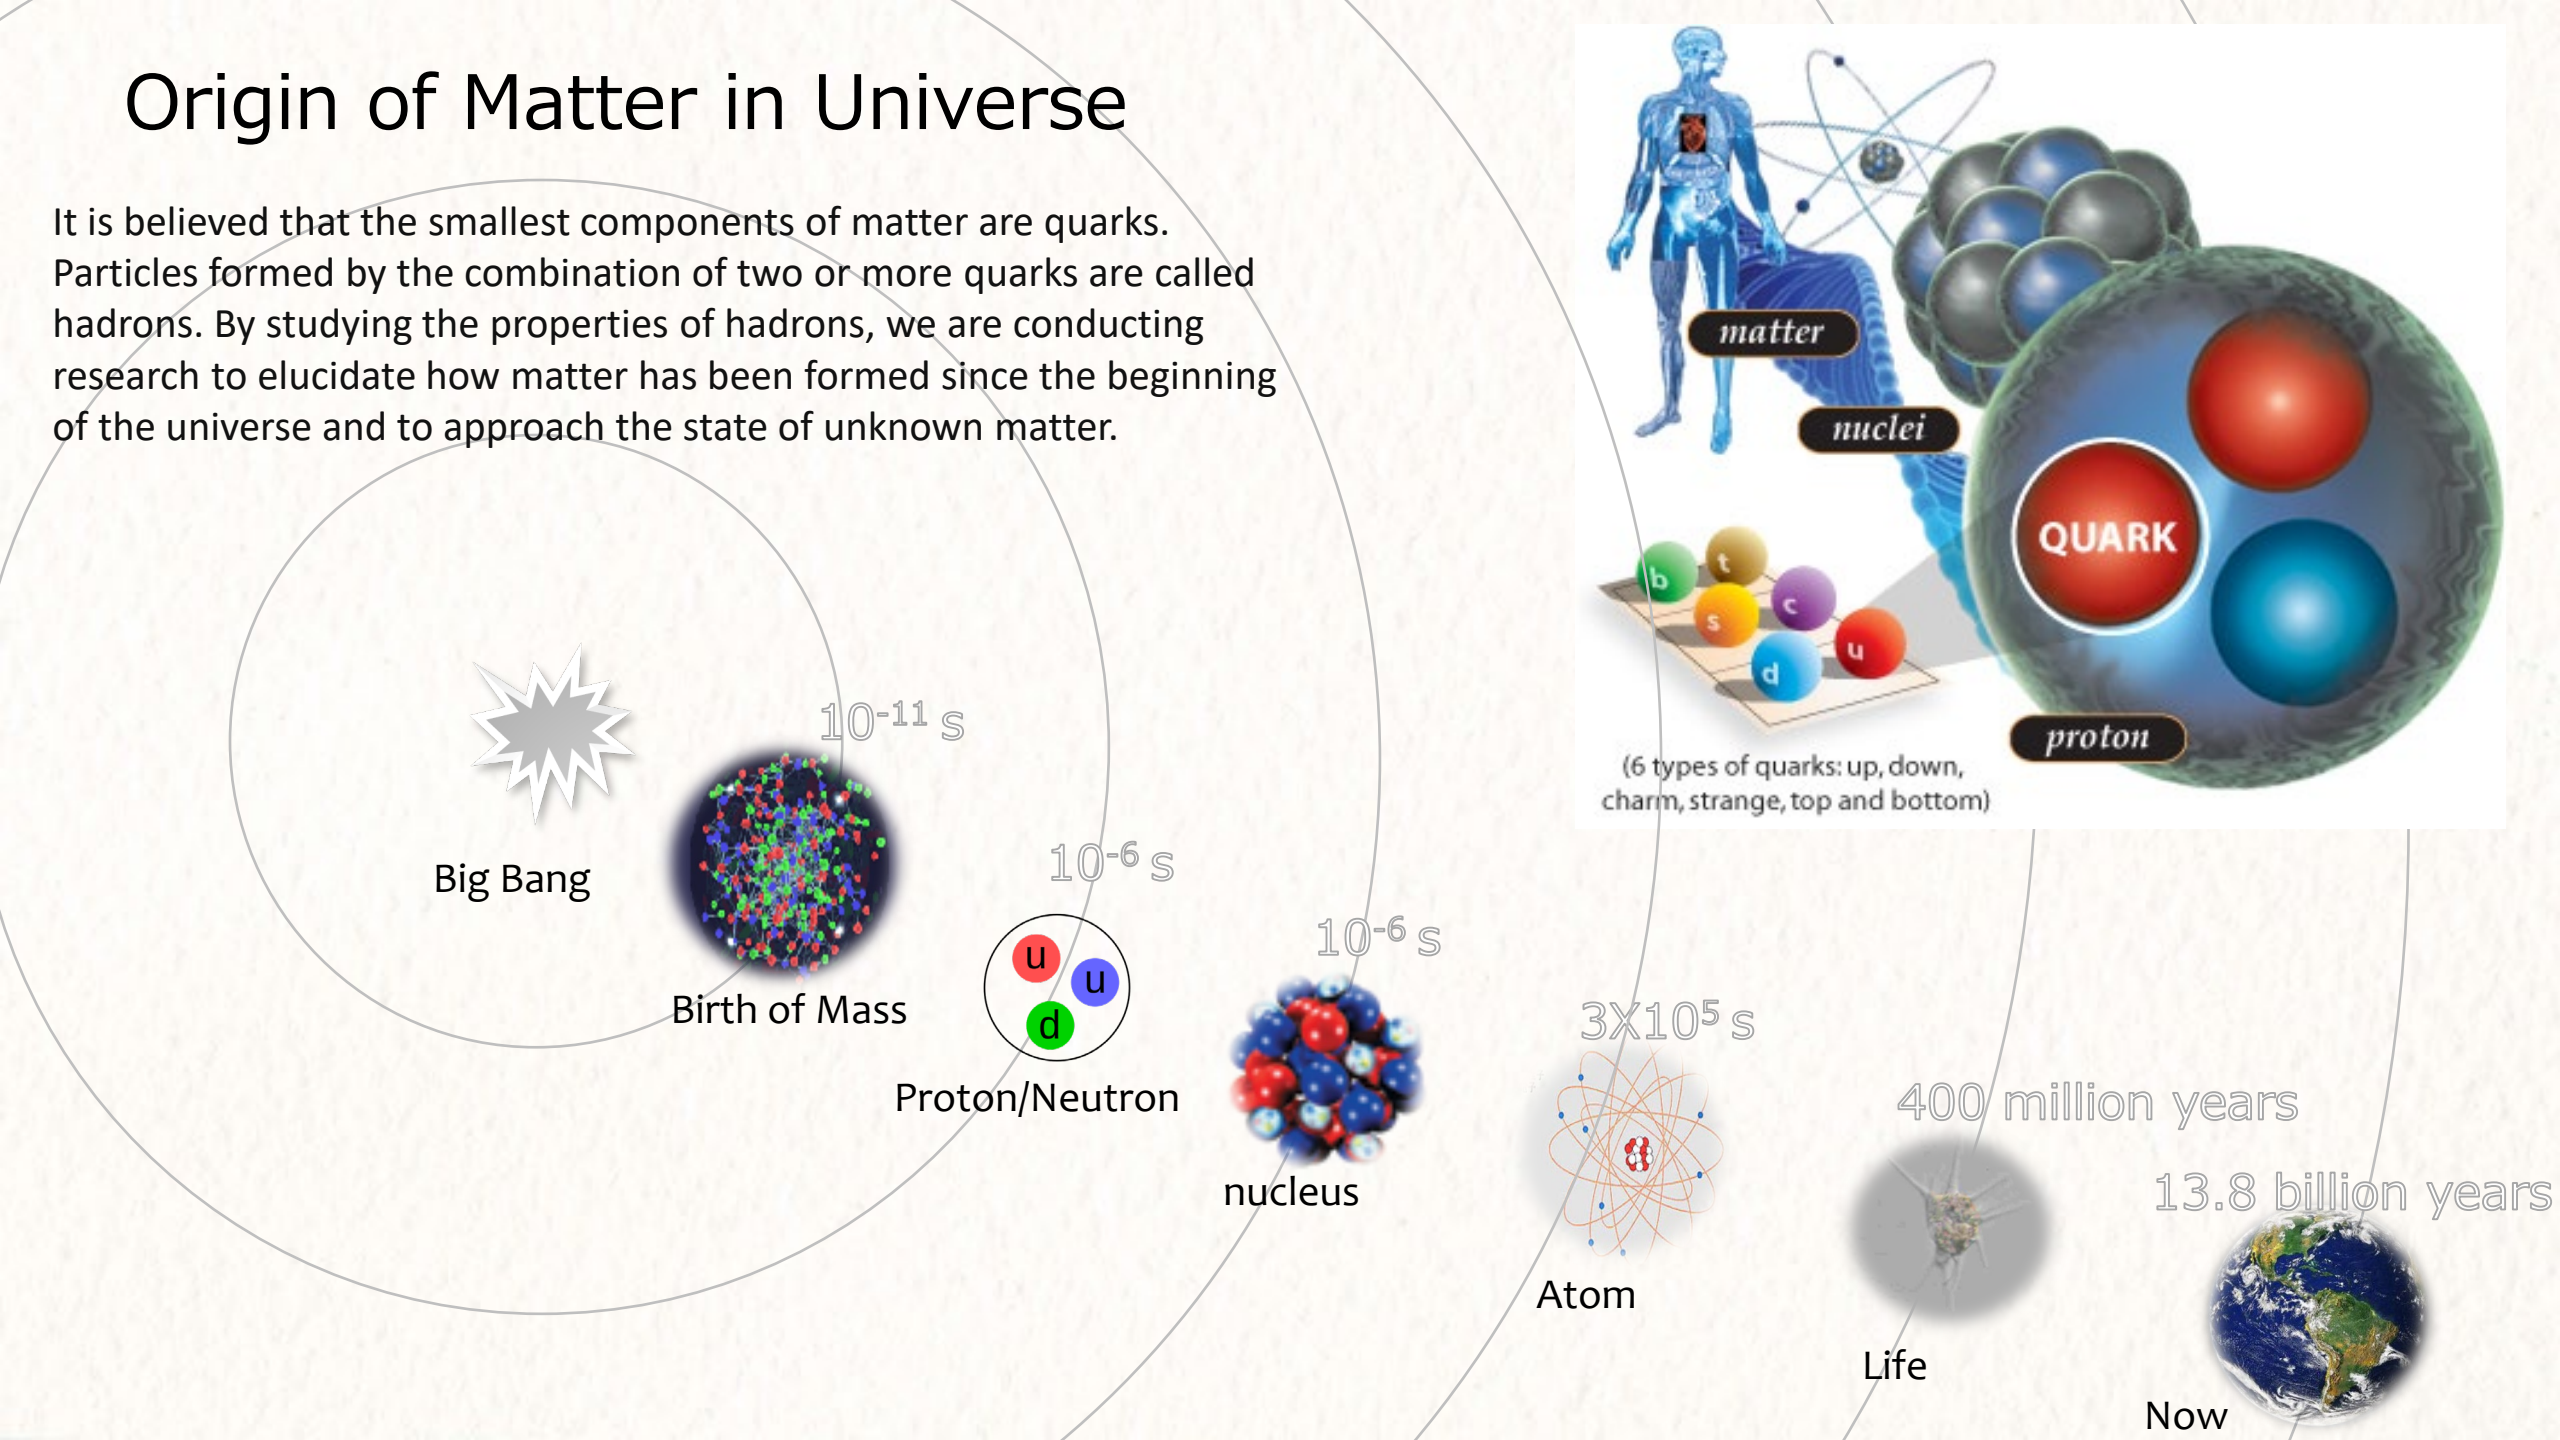 Origin of Matter in Universe
It is believed that the smallest components of matter are quarks.
Particles formed by the combination of two or more quarks are called
hadrons. By studying the properties of hadrons, we are conducting
research to elucidate how matter has been formed since the beginning
of the universe and to approach the state of unknown matter.
matter
nuclei
QUARK
proton
b
t
s
c
d
u
(6 types of quarks: up, down,
charm, strange, top and bottom)
Big Bang
10⁻¹¹ s
Birth of Mass
10⁻⁶ s
u
u
d
Proton/Neutron
10⁻⁶ s
nucleus
3X10⁵ s
Atom
400 million years
Life
13.8 billion years
Now